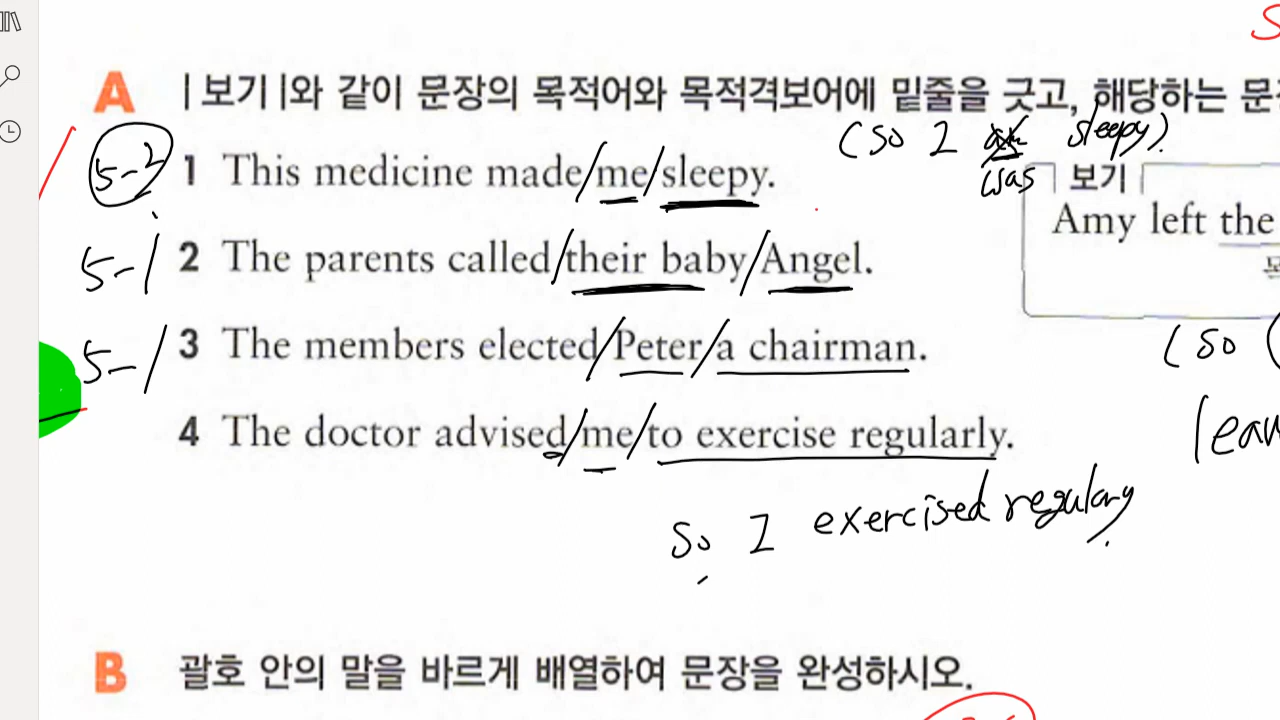 A |보기|와 같이 문장의 목적어와 목적격보어에 밑줄을 긋고, 해당하는 문
(so I was sleepy).
5-2 1 This medicine made/me/sleepy.
보기
Amy left the
5-1 2 The parents called/their baby/Angel.
5-1 3 The members elected/Peter/a chairman.
(so
4 The doctor advised/me/to exercise regularly.
So I exercised regulary.
B 괄호 안의 말을 바르게 배열하여 문장을 완성하시오.